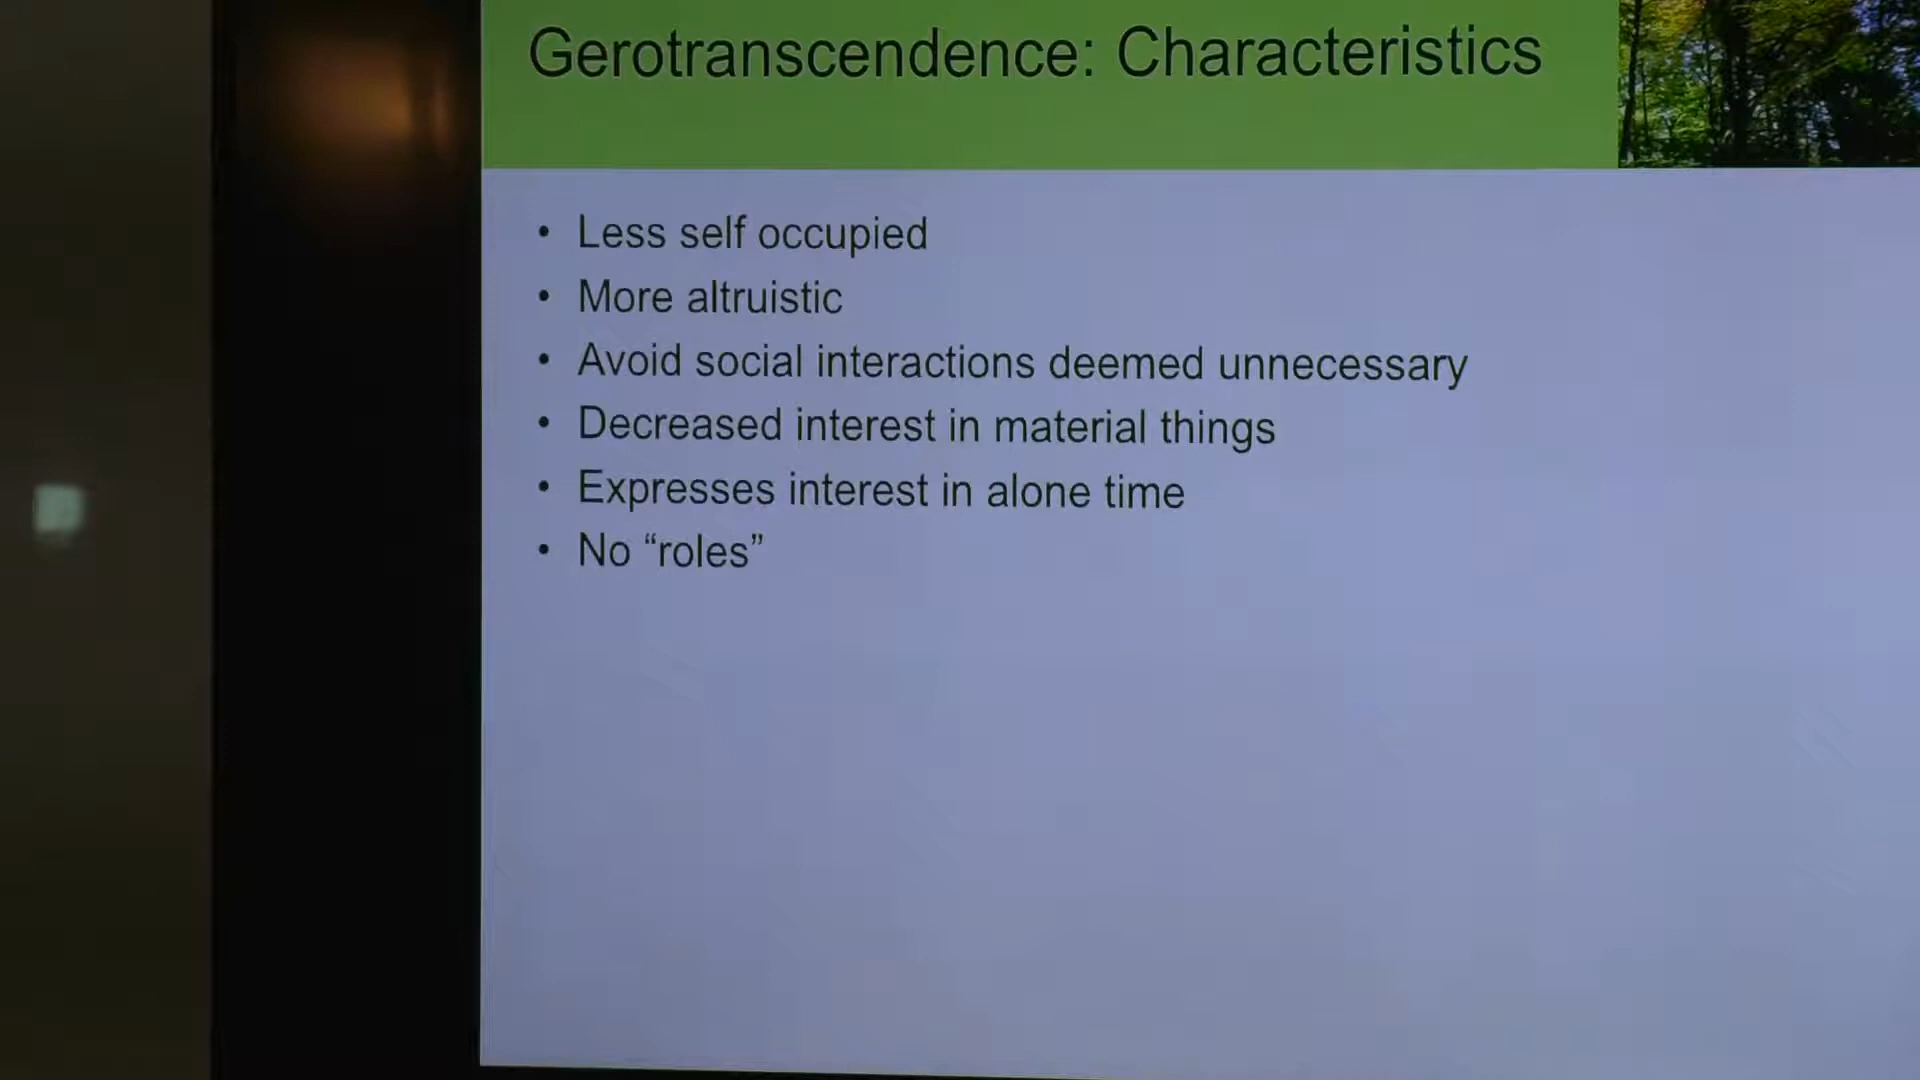 Gerotranscendence: Characteristics
• Less self occupied
• More altruistic
• Avoid social interactions deemed unnecessary
• Decreased interest in material things
• Expresses interest in alone time
• No “roles”